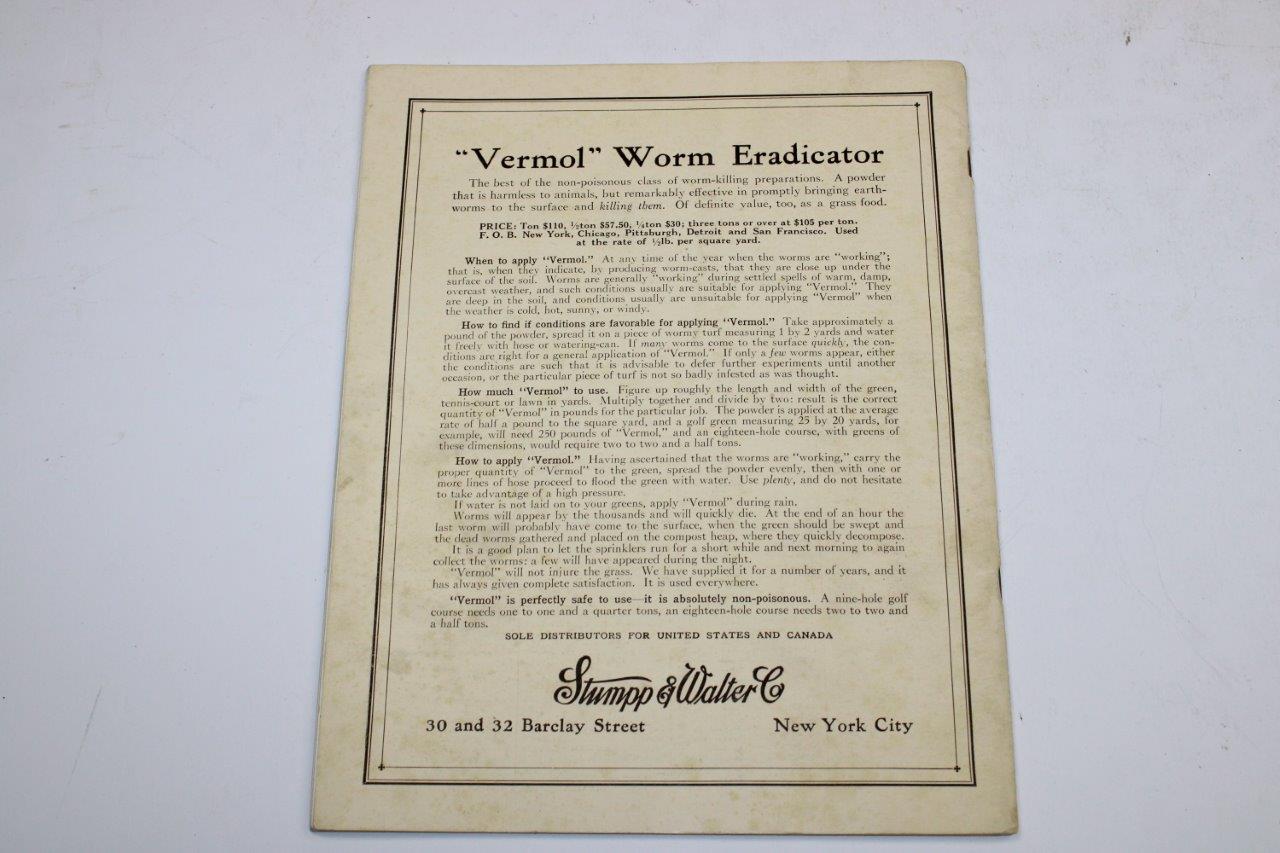 "Vermol" Worm Eradicator
The best of the non-poisonous class of worm-killing preparations. A powder
that is harmless to animals, but remarkably effective in promptly bringing earth-
worms to the surface and killing them. Of definite value, too, as a grass food.
PRICE: Ton $110, ½ton $57.50, ¼ton $30; three tons or over at $105 per ton.
F. O. B. New York, Chicago, Pittsburgh, Detroit and San Francisco. Used
at the rate of ½lb. per square yard.
When to apply "Vermol." At any time of the year when the worms are "working";
that is, when they indicate, by producing worm-casts, that they are close up under the
surface of the soil. Worms are generally "working" during settled spells of warm, damp,
overcast weather, and such conditions usually are suitable for applying "Vermol." They
are deep in the soil, and conditions usually are unsuitable for applying "Vermol" when
the weather is cold, hot, sunny, or windy.
How to find if conditions are favorable for applying "Vermol." Take approximately a
pound of the powder, spread it on a piece of wormy turf measuring 1 by 2 yards and water
it freely with hose or watering-can. If many worms come to the surface quickly, the con-
ditions are right for a general application of "Vermol." If only a few worms appear, either
the conditions are such that it is advisable to defer further experiments until another
occasion, or the particular piece of turf is not so badly infested as was thought.
How much "Vermol" to use. Figure up roughly the length and width of the green,
tennis-court or lawn in yards. Multiply together and divide by two: result is the correct
quantity of "Vermol" in pounds for the particular job. The powder is applied at the average
rate of half a pound to the square yard, and a golf green measuring 25 by 20 yards, for
example, will need 250 pounds of "Vermol," and an eighteen-hole course, with greens of
these dimensions, would require two to two and a half tons.
How to apply "Vermol." Having ascertained that the worms are "working," carry the
proper quantity of "Vermol" to the green, spread the powder evenly, then with one or
more lines of hose proceed to flood the green with water. Use plenty, and do not hesitate
to take advantage of a high pressure.
If water is not laid on to your greens, apply "Vermol" during rain.
Worms will appear by the thousands and will quickly die. At the end of an hour the
last worm will probably have come to the surface, when the green should be swept and
the dead worms gathered and placed on the compost heap, where they quickly decompose.
It is a good plan to let the sprinklers run for a short while and next morning to again
collect the worms: a few will have appeared during the night.
"Vermol" will not injure the grass. We have supplied it for a number of years, and it
has always given complete satisfaction. It is used everywhere.
"Vermol" is perfectly safe to use—it is absolutely non-poisonous. A nine-hole golf
course needs one to one and a quarter tons, an eighteen-hole course needs two to two and
a half tons.
SOLE DISTRIBUTORS FOR UNITED STATES AND CANADA
Stumpp & Walter Co
30 and 32 Barclay Street New York City